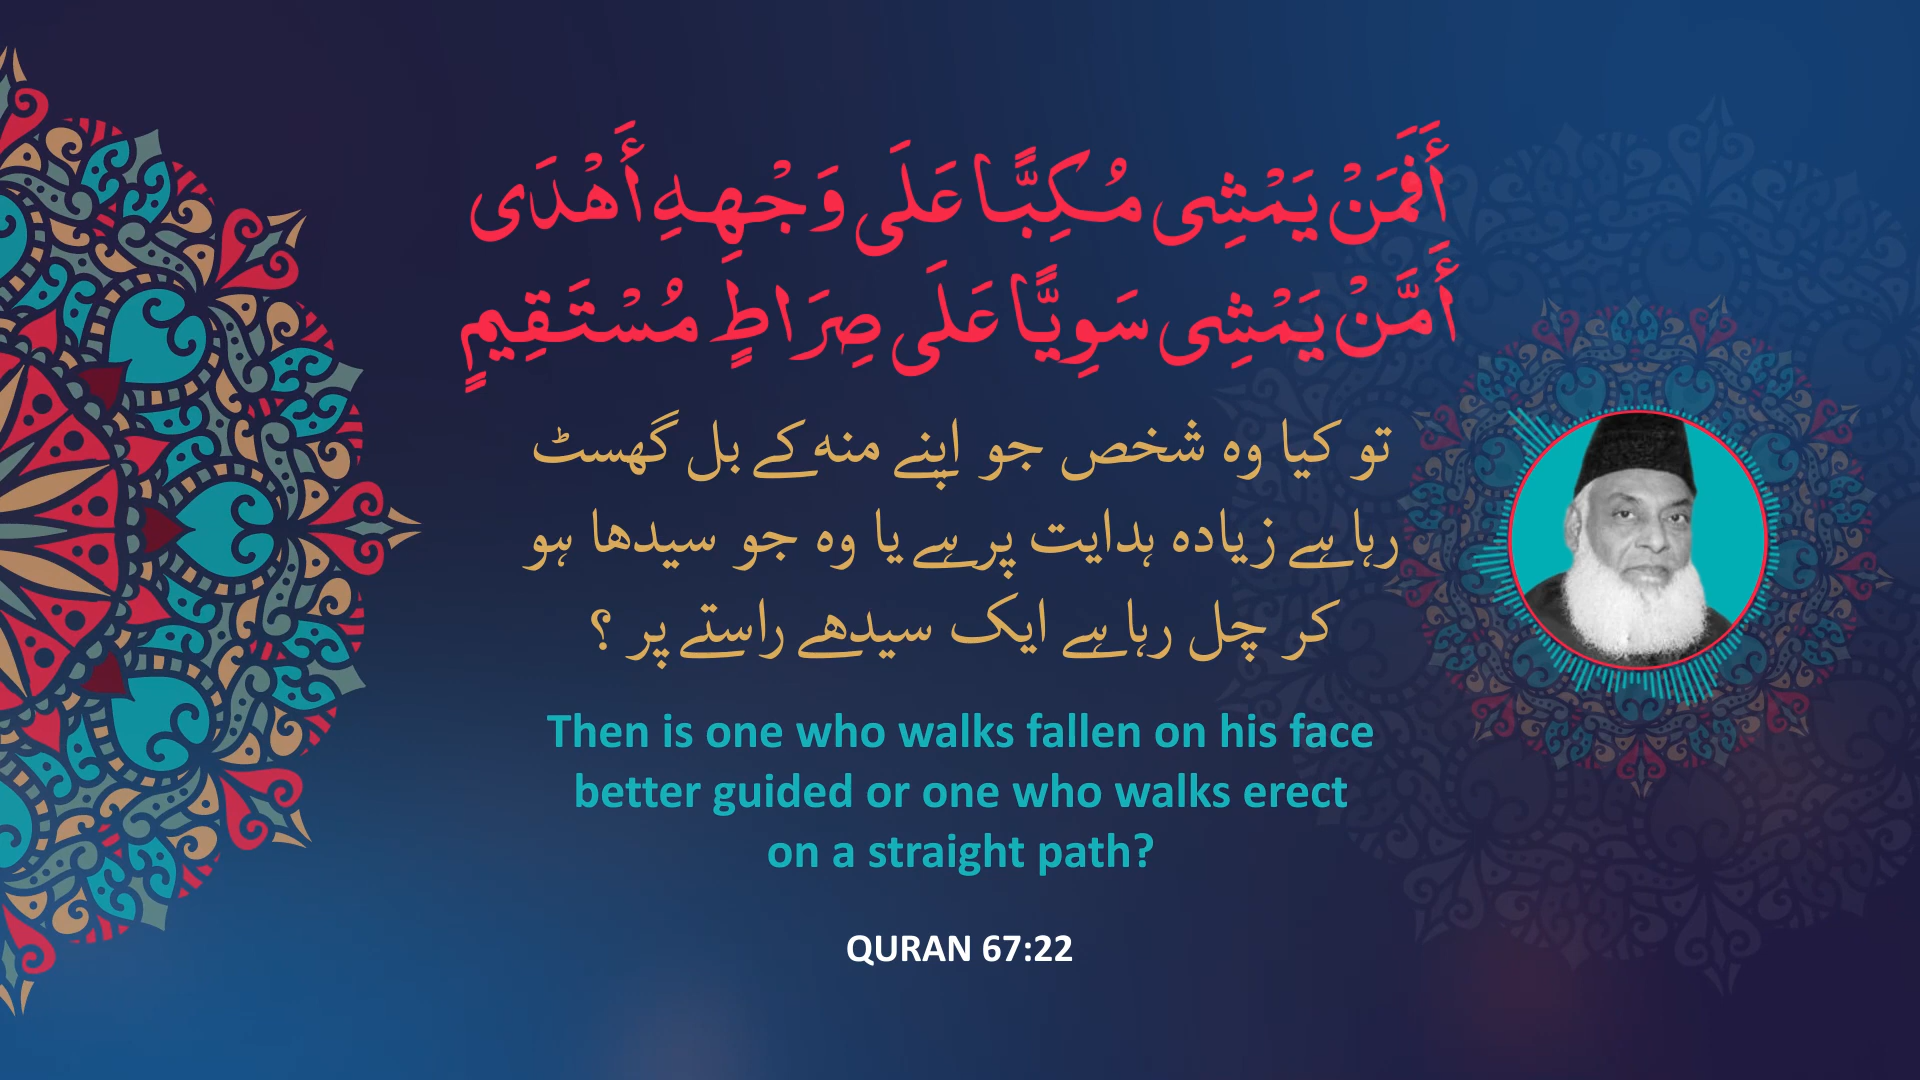 أَفَمَنْ يَمْشِى مُكِبًّا عَلَى وَجْهِهِ أَهْدَى
أَمَّنْ يَمْشِى سَوِيًّا عَلَى صِرَاطٍ مُسْتَقِيمٍ
تو کیا وہ شخص جو اپنے منہ کے بل گھسٹ
رہا ہے زیادہ ہدایت پر ہے یا وہ جو سیدھا ہو
کر چل رہا ہے ایک سیدھے راستے پر ؟
Then is one who walks fallen on his face
better guided or one who walks erect
on a straight path?
QURAN 67:22